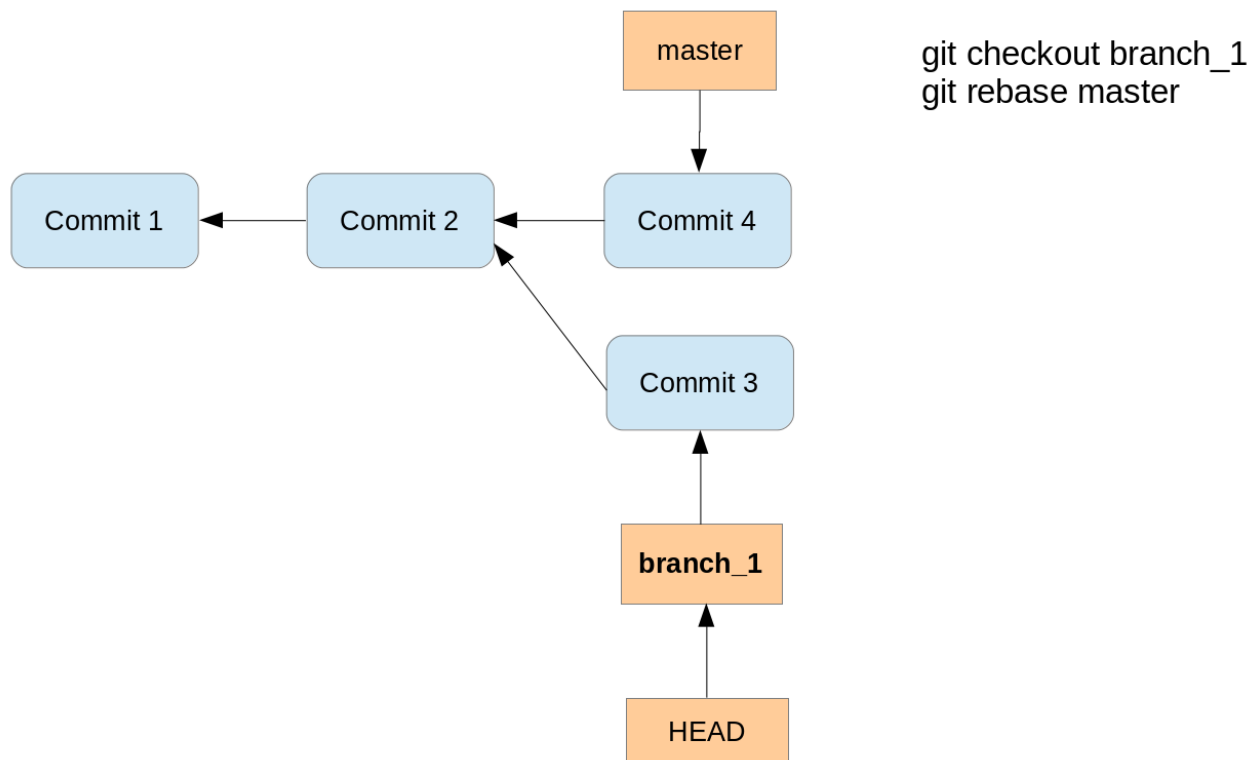 master
git checkout branch_1
git rebase master
Commit 1
Commit 2
Commit 4
Commit 3
branch_1
HEAD